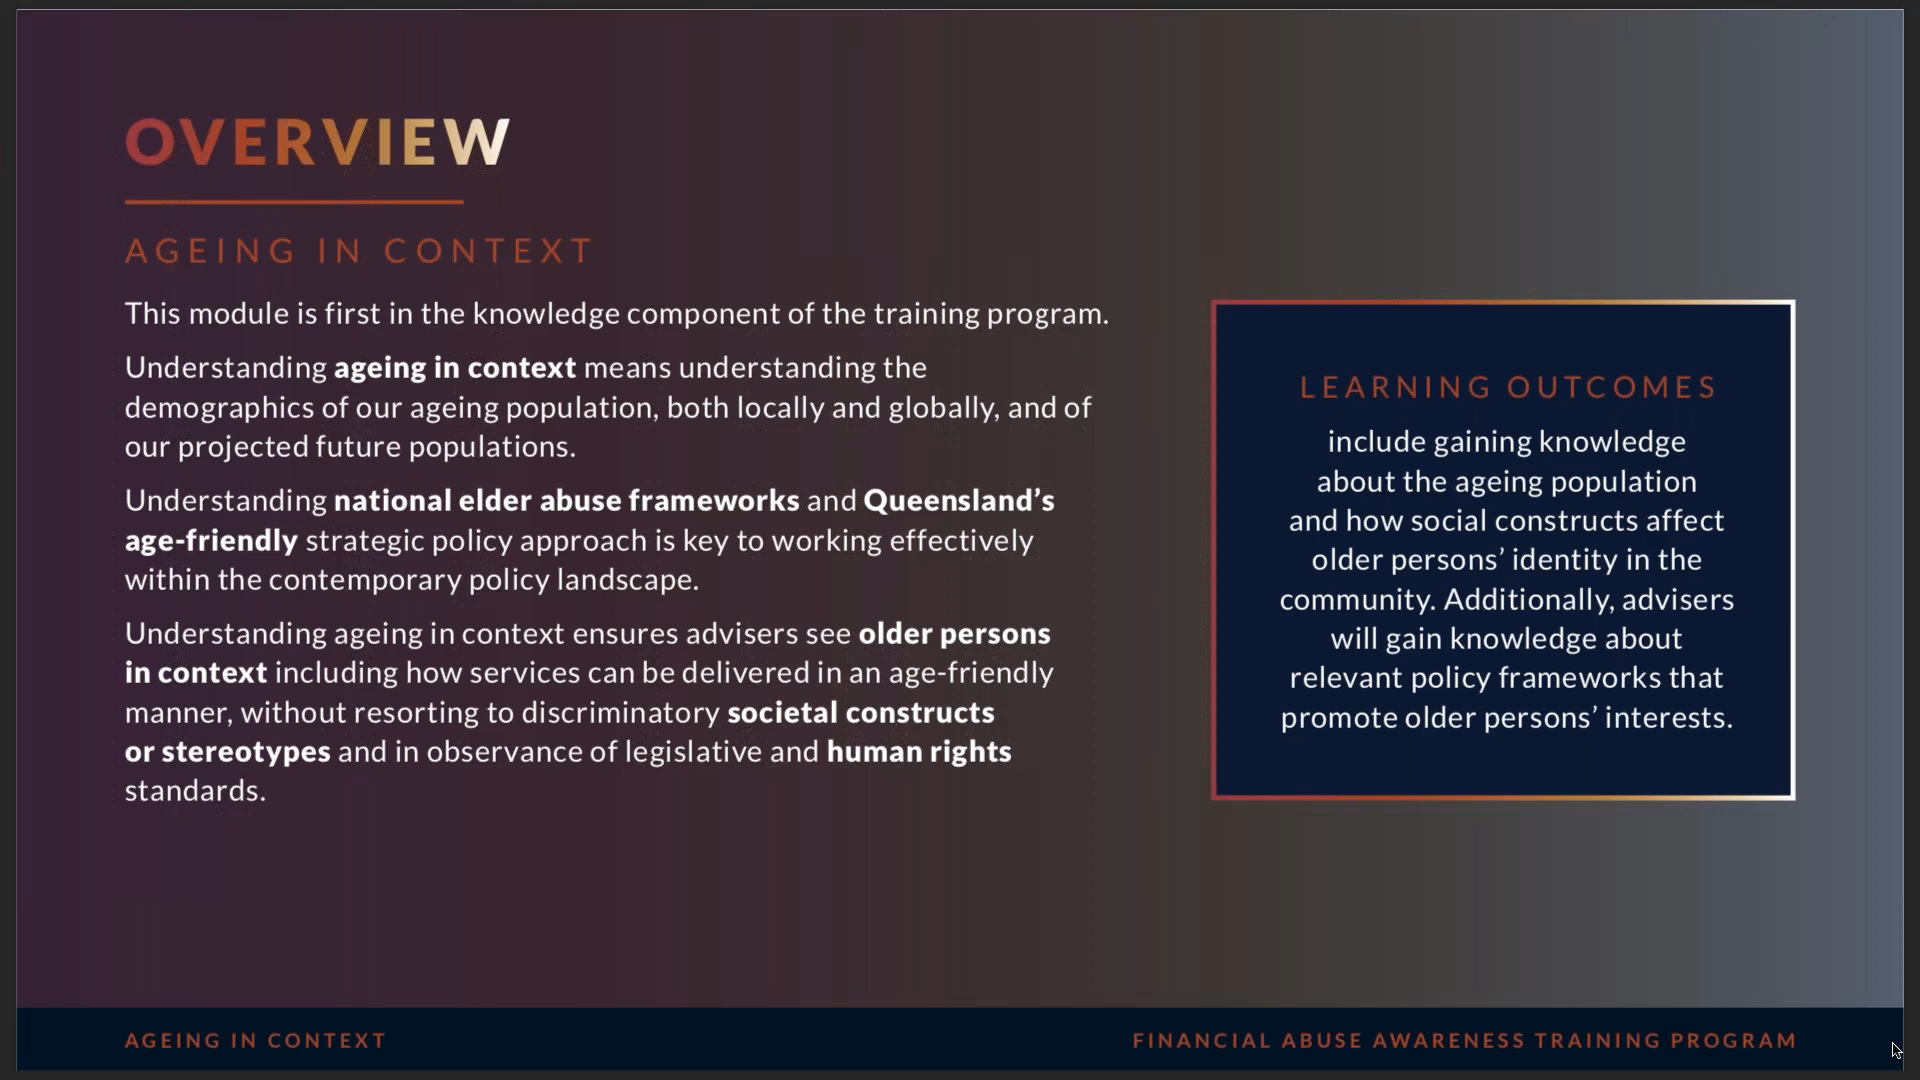 OVERVIEW
AGEING IN CONTEXT
This module is first in the knowledge component of the training program.
Understanding ageing in context means understanding the
demographics of our ageing population, both locally and globally, and of
our projected future populations.
Understanding national elder abuse frameworks and Queensland’s
age-friendly strategic policy approach is key to working effectively
within the contemporary policy landscape.
Understanding ageing in context ensures advisers see older persons
in context including how services can be delivered in an age-friendly
manner, without resorting to discriminatory societal constructs
or stereotypes and in observance of legislative and human rights
standards.
LEARNING OUTCOMES
include gaining knowledge
about the ageing population
and how social constructs affect
older persons’ identity in the
community. Additionally, advisers
will gain knowledge about
relevant policy frameworks that
promote older persons’ interests.
AGEING IN CONTEXT
FINANCIAL ABUSE AWARENESS TRAINING PROGRAM